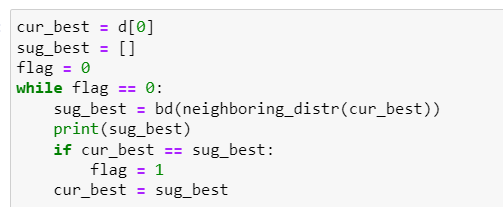 cur_best = d[0]
sug_best = []
flag = 0
while flag == 0:
    sug_best = bd(neighboring_distr(cur_best))
    print(sug_best)
    if cur_best == sug_best:
        flag = 1
    cur_best = sug_best